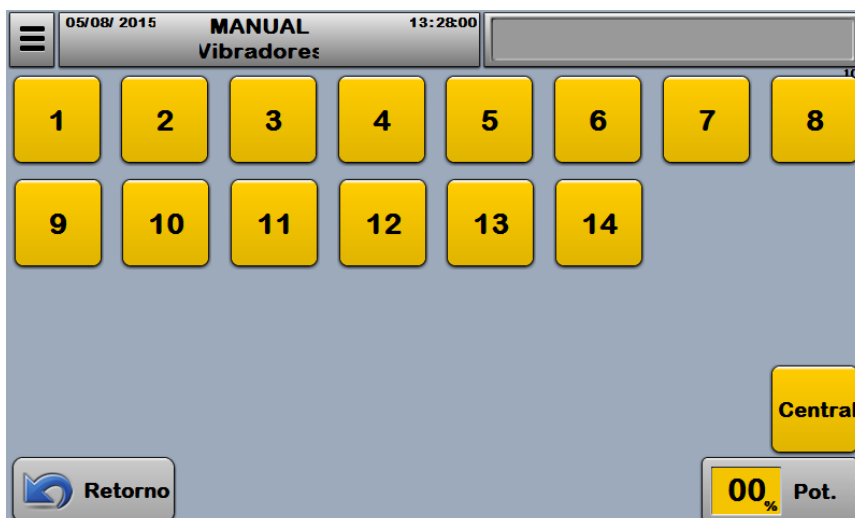 05/08/ 2015 MANUAL 13:28:00
Vibradores
10
1 2 3 4 5 6 7 8
9 10 11 12 13 14
Central
Retorno 00% Pot.